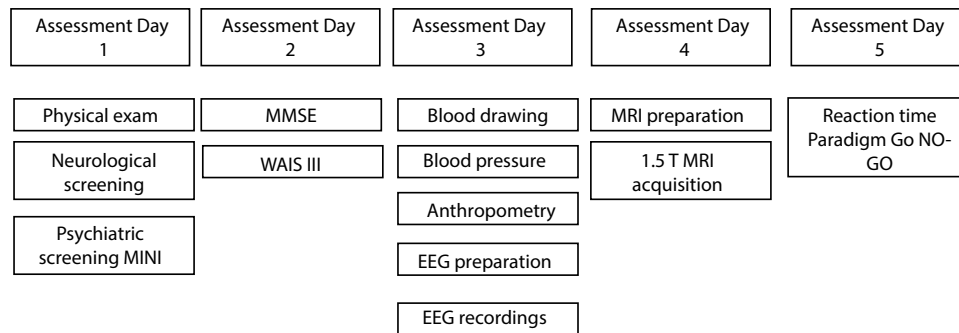 Assessment Day
1
Assessment Day
2
Assessment Day
3
Assessment Day
4
Assessment Day
5
Physical exam
Neurological
screening
Psychiatric
screening MINI
MMSE
WAIS III
Blood drawing
Blood pressure
Anthropometry
EEG preparation
EEG recordings
MRI preparation
1.5 T MRI
acquisition
Reaction time
Paradigm Go NO-
GO